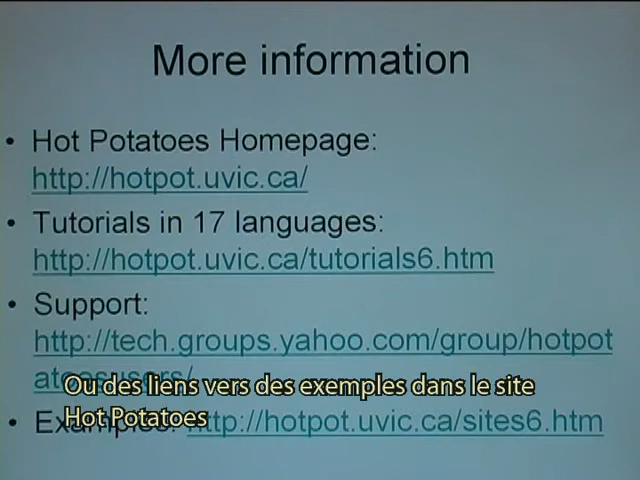 More information
• Hot Potatoes Homepage:
http://hotpot.uvic.ca/
• Tutorials in 17 languages:
http://hotpot.uvic.ca/tutorials6.htm
• Support:
http://tech.groups.yahoo.com/group/hotpot
atoesusers/
Ou des liens vers des exemples dans le site
Hot Potatoes
• Examples: http://hotpot.uvic.ca/sites6.htm